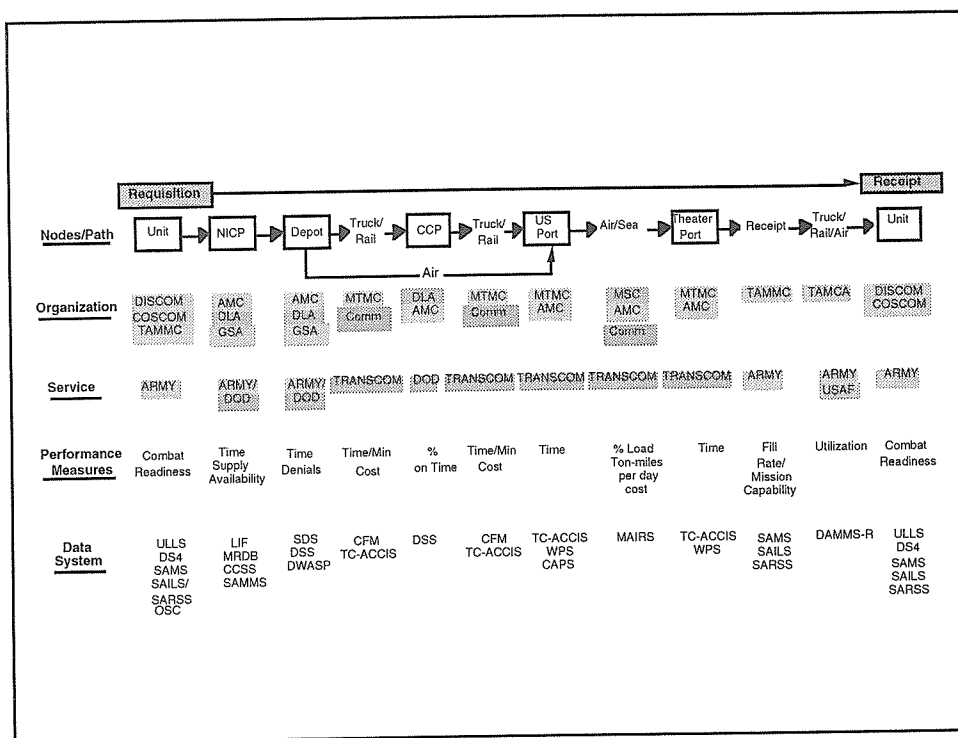 Requisition
Receipt
Nodes/Path
Unit
NICP
Depot
Truck/
Rail
CCP
Truck/
Rail
US
Port
Air/Sea
Theater
Port
Receipt
Truck/
Rail/Air
Unit
Air
Organization
DISCOM
COSCOM
TAMMC
AMC
DLA
GSA
AMC
DLA
GSA
MTMC
Comm
DLA
AMC
MTMC
Comm
MTMC
AMC
MSC
AMC
Comm
MTMC
AMC
TAMMC
TAMCA
DISCOM
COSCOM
Service
ARMY
ARMY/
DOD
ARMY/
DOD
TRANSCOM
DOD
TRANSCOM
TRANSCOM
TRANSCOM
TRANSCOM
ARMY
ARMY
USAF
ARMY
Performance
Measures
Combat
Readiness
Time
Supply
Availability
Time
Denials
Time/Min
Cost
%
on Time
Time/Min
Cost
Time
% Load
Ton-miles
per day
cost
Time
Fill
Rate/
Mission
Capability
Utilization
Combat
Readiness
Data
System
ULLS
DS4
SAMS
SAILS/
SARSS
OSC
LIF
MRDB
CCSS
SAMMS
SDS
DSS
DWASP
CFM
TC-ACCIS
DSS
CFM
TC-ACCIS
TC-ACCIS
WPS
CAPS
MAIRS
TC-ACCIS
WPS
SAMS
SAILS
SARSS
DAMMS-R
ULLS
DS4
SAMS
SAILS
SARSS